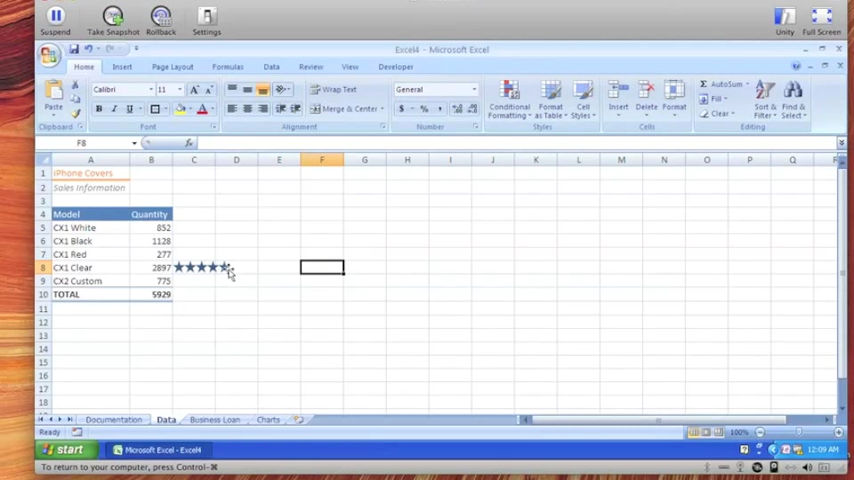 Suspend Take Snapshot Rollback Settings Unity Full Screen
Excel4 - Microsoft Excel
Home Insert Page Layout Formulas Data Review View Developer
Calibri 11 A A Wrap Text General Conditional Formatting Format as Table Cell Styles Insert Delete Format Σ AutoSum Sort & Filter Find & Select
Paste B I U A Merge & Center $ % , Fill Clear
Clipboard Font Alignment Number Styles Cells Editing
F8 fx
A B C D E F G H I J K L M N O P Q R
1 iPhone Covers
2 Sales Information
3
4 Model Quantity
5 CX1 White 852
6 CX1 Black 1128
7 CX1 Red 277
8 CX1 Clear 2897
9 CX2 Custom 775
10 TOTAL 5929
11
12
13
14
15
16
17
18
Documentation Data Business Loan Charts
Ready 100%
start Microsoft Excel - Excel4 12:09 AM
To return to your computer, press Control-⌘